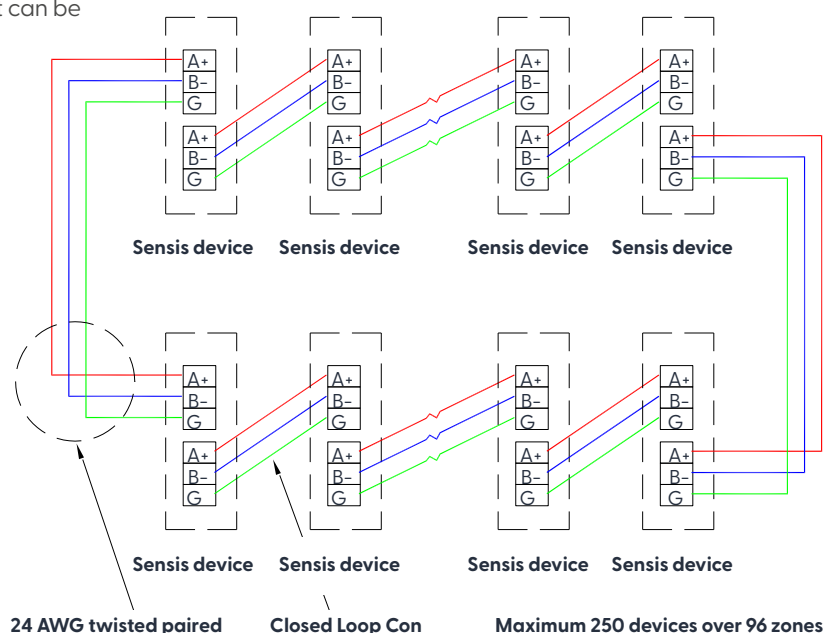 t can be
A+ A+ A+ A+
B- B- B- B-
G G G G
A+ A+ A+ A+
B- B- B- B-
G G G G
Sensis device Sensis device Sensis device Sensis device
A+ A+ A+ A+
B- B- B- B-
G G G G
A+ A+ A+ A+
B- B- B- B-
G G G G
Sensis device Sensis device Sensis device Sensis device
24 AWG twisted paired Closed Loop Con Maximum 250 devices over 96 zones